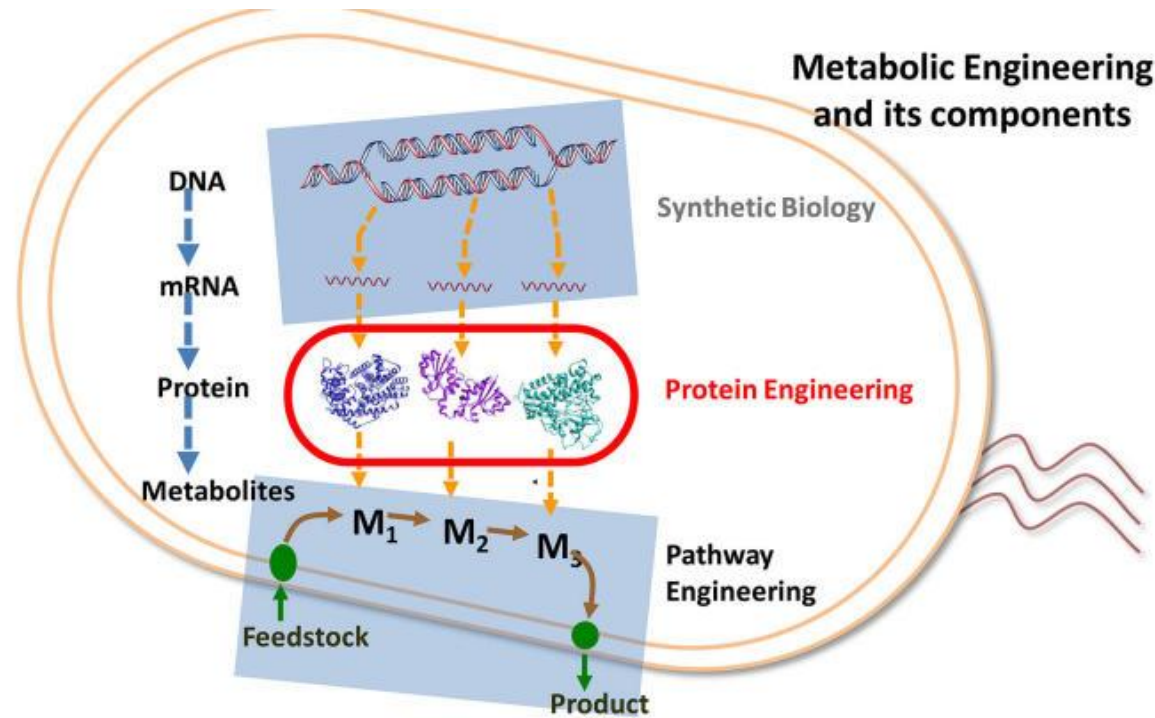 Metabolic Engineering
and its components
DNA
Synthetic Biology
mRNA
Protein
Protein Engineering
Metabolites
M₁
M₂
M₃
Pathway
Engineering
Feedstock
Product